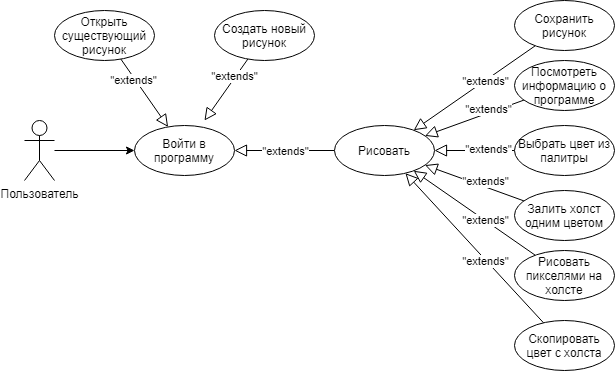 Открыть
существующий
рисунок
Создать новый
рисунок
Сохранить
рисунок
"extends"
"extends"
"extends"
Посмотреть
информацию о
программе
"extends"
Пользователь
Войти в
программу
"extends"
Рисовать
"extends"
Выбрать цвет из
палитры
"extends"
Залить холст
одним цветом
"extends"
Рисовать
пикселями на
холсте
"extends"
Скопировать
цвет с холста